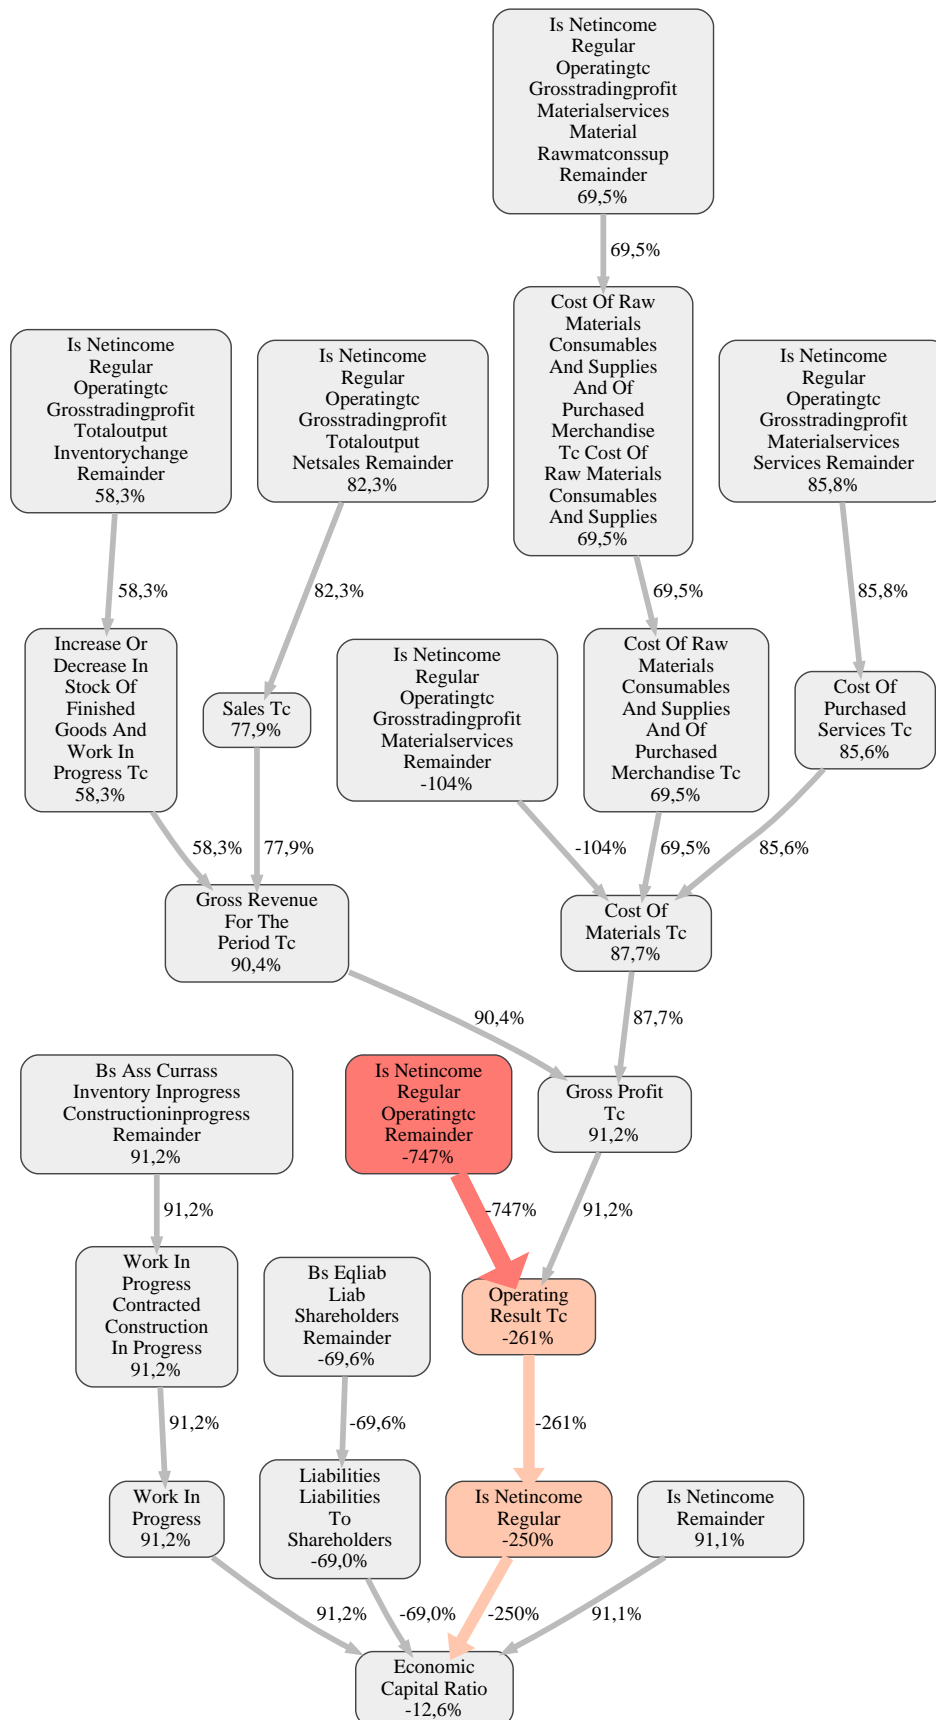 Is Netincome
Regular
Operatingtc
Grosstradingprofit
Materialservices
Material
Rawmatconssup
Remainder
69,5%
69,5%
Is Netincome
Regular
Operatingtc
Grosstradingprofit
Totaloutput
Inventorychange
Remainder
58,3%
Is Netincome
Regular
Operatingtc
Grosstradingprofit
Totaloutput
Netsales Remainder
82,3%
Cost Of Raw
Materials
Consumables
And Supplies
And Of
Purchased
Merchandise
Tc Cost Of
Raw Materials
Consumables
And Supplies
69,5%
Is Netincome
Regular
Operatingtc
Grosstradingprofit
Materialservices
Services Remainder
85,8%
58,3%
82,3%
69,5%
85,8%
Increase Or
Decrease In
Stock Of
Finished
Goods And
Work In
Progress Tc
58,3%
Sales Tc
77,9%
Is Netincome
Regular
Operatingtc
Grosstradingprofit
Materialservices
Remainder
-104%
Cost Of Raw
Materials
Consumables
And Supplies
And Of
Purchased
Merchandise Tc
69,5%
Cost Of
Purchased
Services Tc
85,6%
58,3%
77,9%
-104%
69,5%
85,6%
Gross Revenue
For The
Period Tc
90,4%
Cost Of
Materials Tc
87,7%
90,4%
87,7%
Bs Ass Currass
Inventory Inprogress
Constructioninprogress
Remainder
91,2%
Is Netincome
Regular
Operatingtc
Remainder
-747%
Gross Profit
Tc
91,2%
91,2%
-747%
91,2%
Work In
Progress
Contracted
Construction
In Progress
91,2%
Bs Eqliab
Liab
Shareholders
Remainder
-69,6%
Operating
Result Tc
-261%
91,2%
-69,6%
-261%
Work In
Progress
91,2%
Liabilities
Liabilities
To
Shareholders
-69,0%
Is Netincome
Regular
-250%
Is Netincome
Remainder
91,1%
91,2%
-69,0%
-250%
91,1%
Economic
Capital Ratio
-12,6%